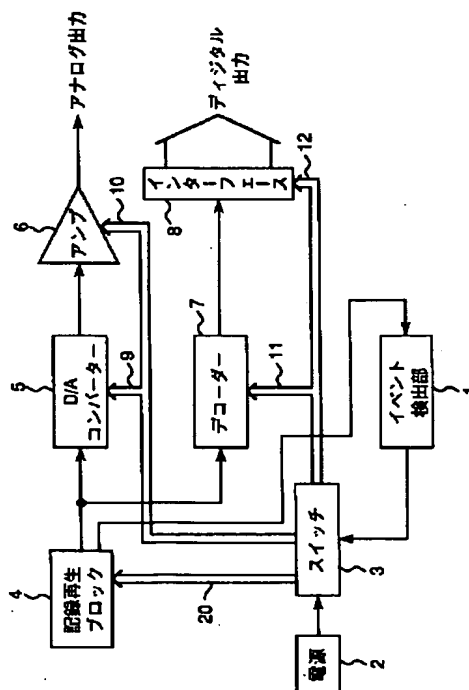 アナログ出力
6
アンプ
10
ディジタル
出力
インターフェース
8
12
5
D/A
コンバーター
9
7
デコーダー
11
イベント
検出部
1
4
記録再生
ブロック
20
スイッチ
3
電源
2